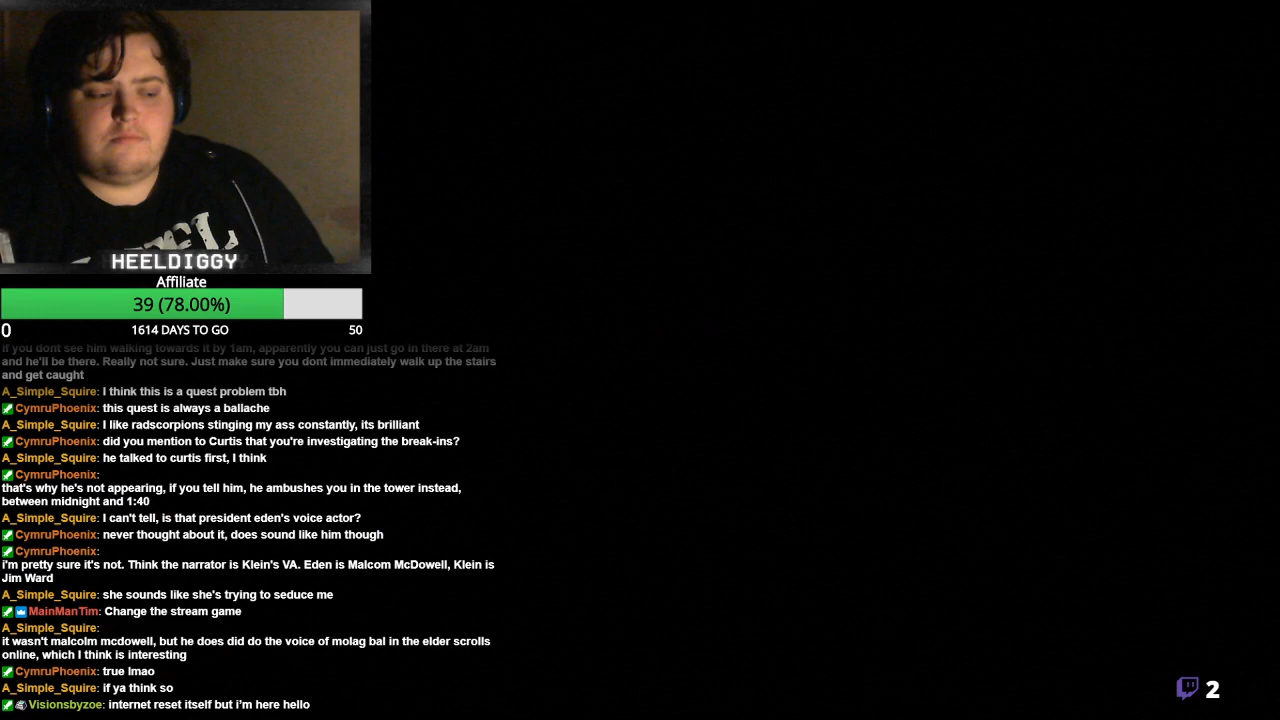 HEELDIGGY
Affiliate
39 (78.00%)
0 1614 DAYS TO GO 50
if you dont see him walking towards it by 1am, apparently you can just go in there at 2am
and he'll be there. Really not sure. Just make sure you dont immediately walk up the stairs
and get caught
A_Simple_Squire: I think this is a quest problem tbh
CymruPhoenix: this quest is always a ballache
A_Simple_Squire: I like radscorpions stinging my ass constantly, its brilliant
CymruPhoenix: did you mention to Curtis that you're investigating the break-ins?
A_Simple_Squire: he talked to curtis first, I think
CymruPhoenix:
that's why he's not appearing, if you tell him, he ambushes you in the tower instead,
between midnight and 1:40
A_Simple_Squire: I can't tell, is that president eden's voice actor?
CymruPhoenix: never thought about it, does sound like him though
CymruPhoenix:
i'm pretty sure it's not. Think the narrator is Klein's VA. Eden is Malcom McDowell, Klein is
Jim Ward
A_Simple_Squire: she sounds like she's trying to seduce me
MainManTim: Change the stream game
A_Simple_Squire:
it wasn't malcolm mcdowell, but he does did do the voice of molag bal in the elder scrolls
online, which I think is interesting
CymruPhoenix: true lmao
A_Simple_Squire: if ya think so
Visionsbyzoe: internet reset itself but i'm here hello
2